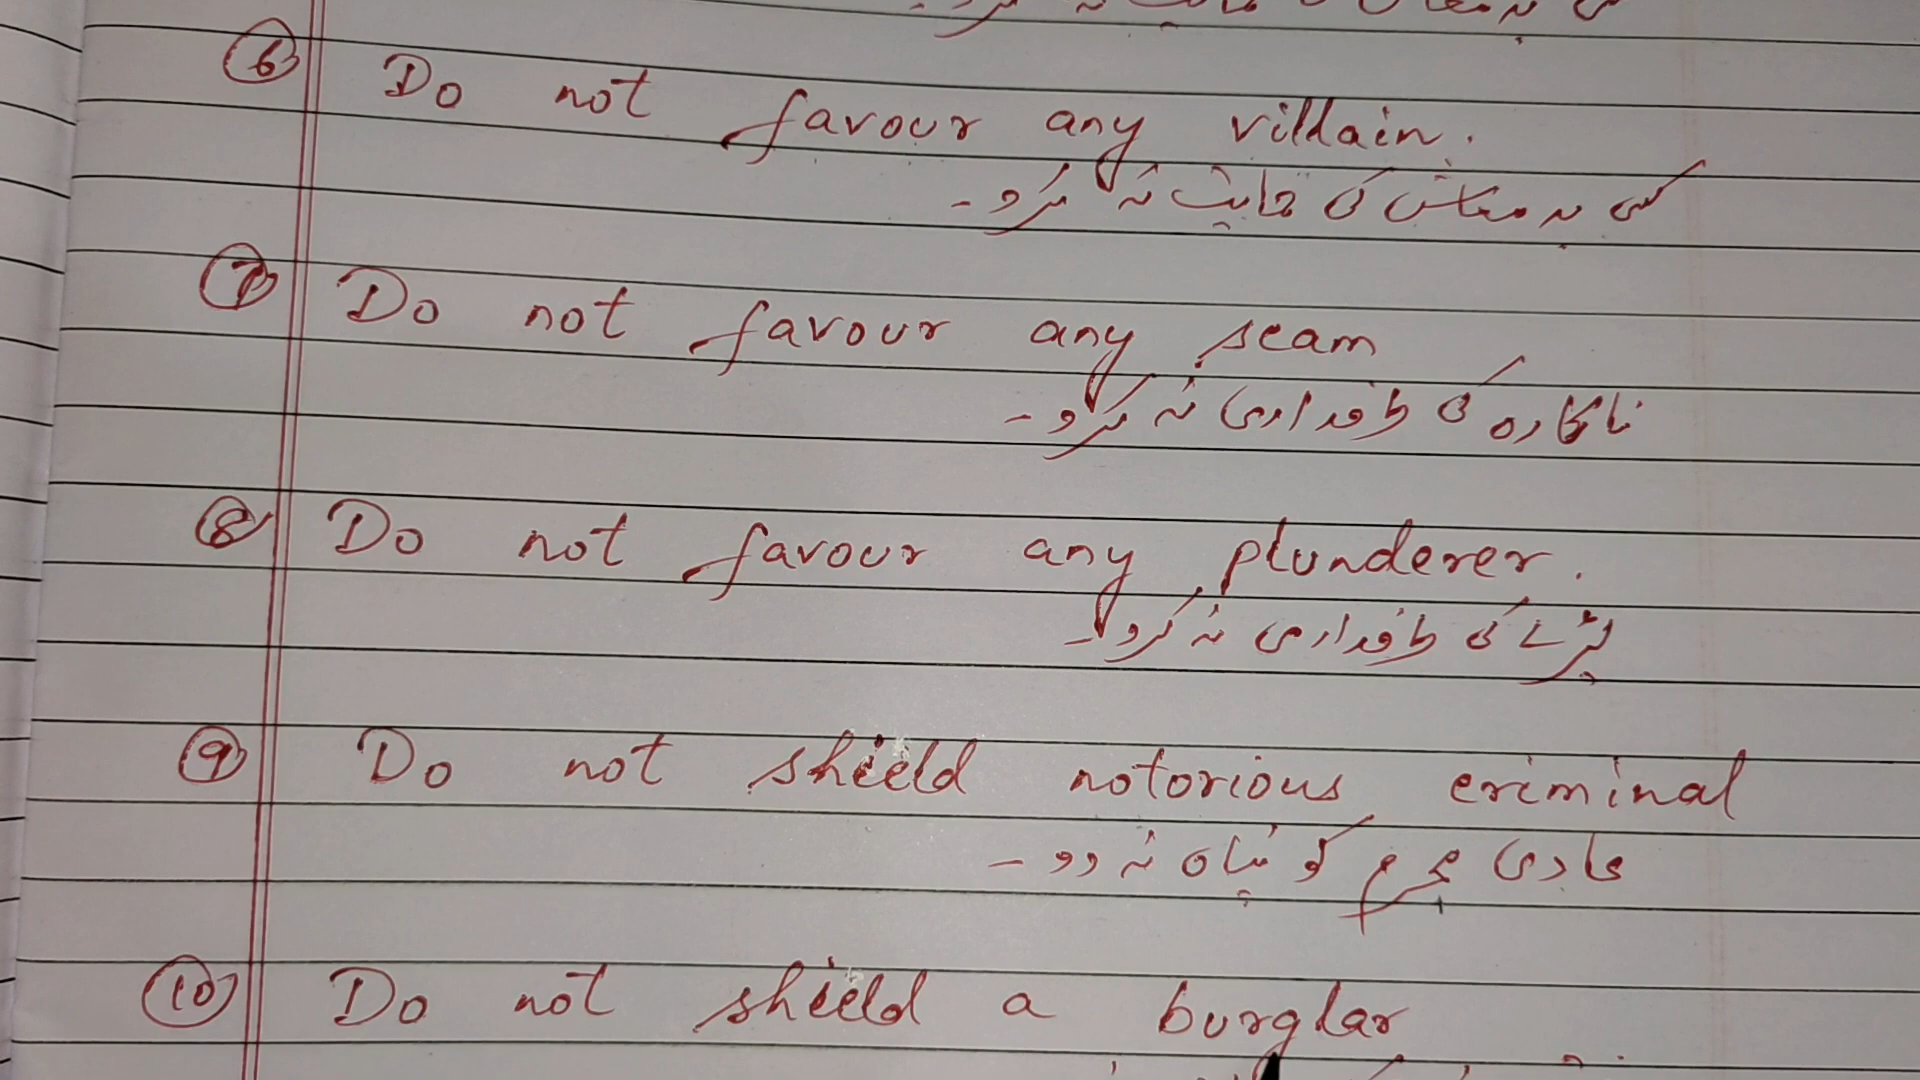 ⑥ Do not favour any villain.
کسی بدمعاش کی حمایت نہ کرو۔
⑦ Do not favour any scam
ناکارہ کی طرفداری نہ کرو۔
⑧ Do not favour any plunderer.
لٹیرے کی طرفداری نہ کرو۔
⑨ Do not shield notorious criminal
عادی مجرم کو پناہ نہ دو۔
⑩ Do not shield a burglar